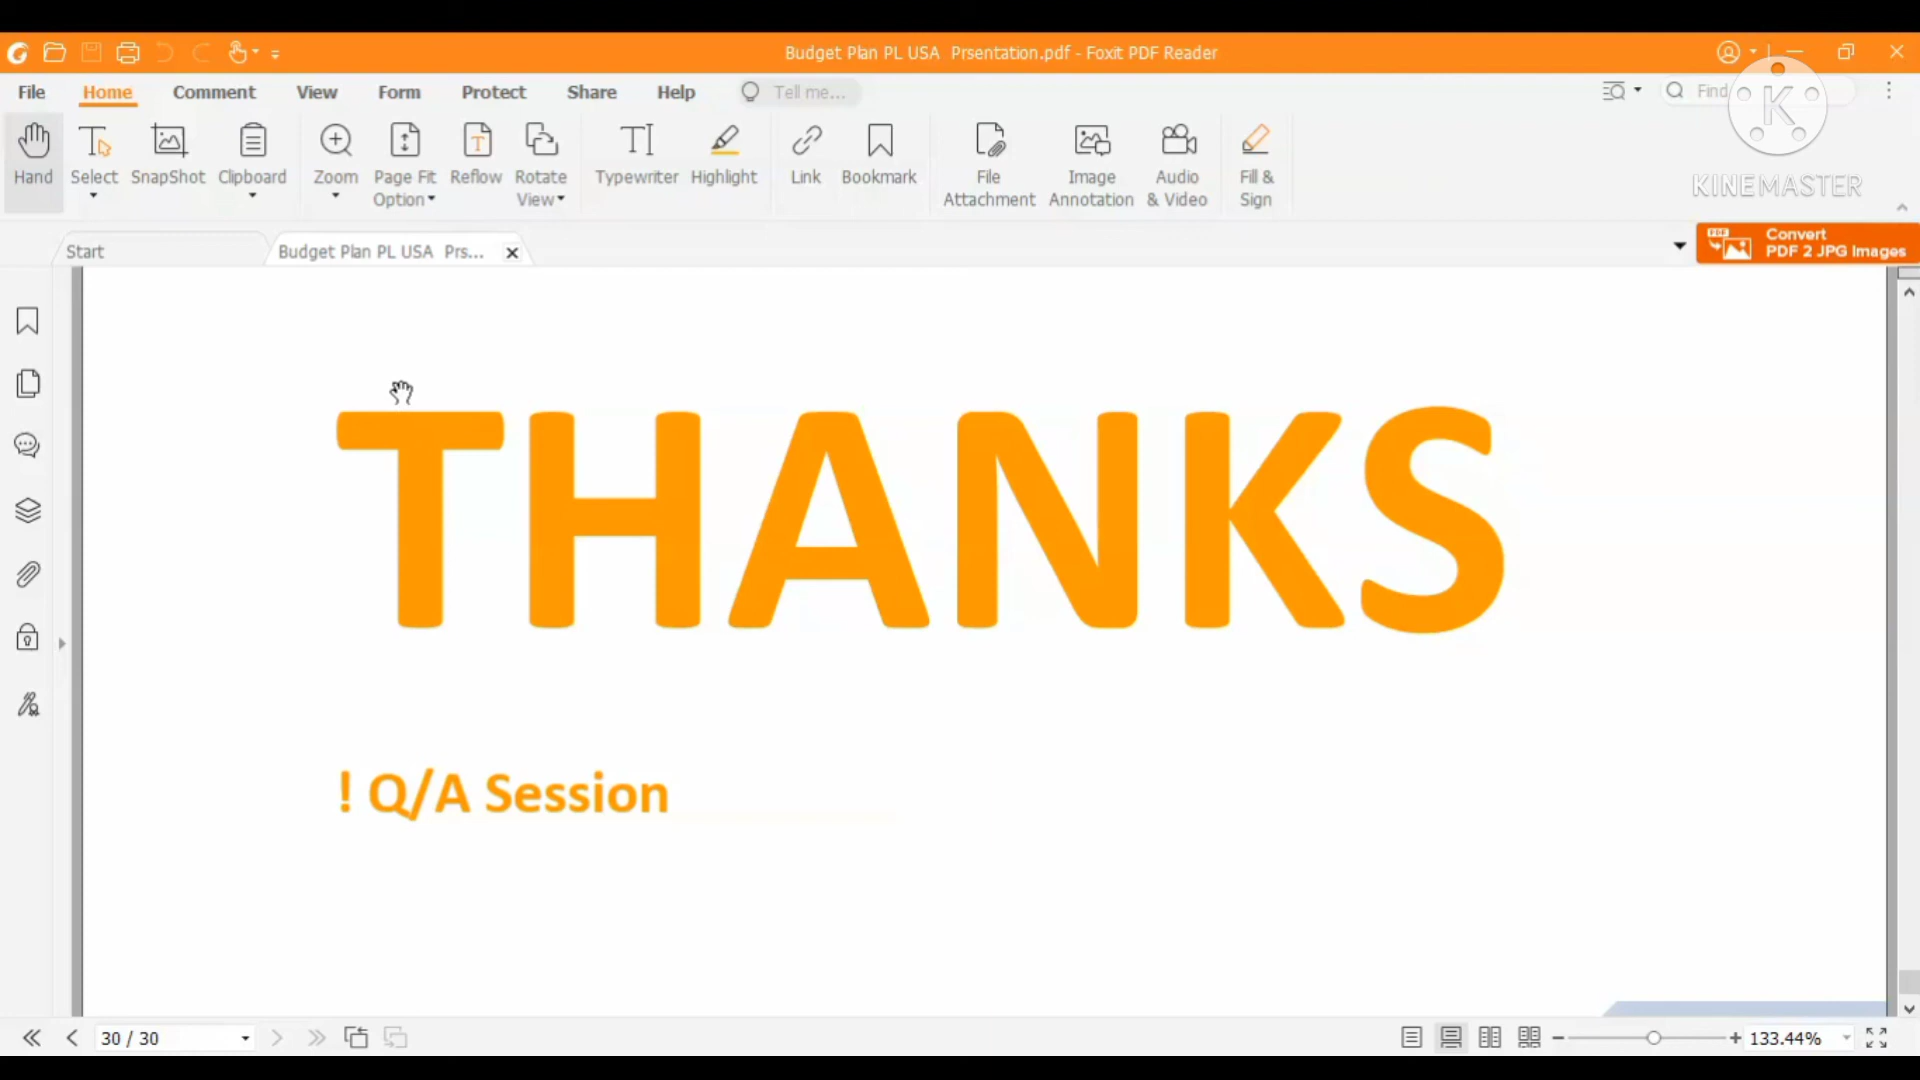 Budget Plan PL USA  Prsentation.pdf - Foxit PDF Reader
File Home Comment View Form Protect Share Help Tell me... Find
K
KINEMASTER
Hand Select SnapShot Clipboard Zoom Page Fit Option Reflow Rotate View Typewriter Highlight Link Bookmark File Attachment Image Annotation Audio & Video Fill & Sign
Start Budget Plan PL USA  Prs...
PDF Convert
PDF 2 JPG Images
THANKS
! Q/A Session
30 / 30 133.44%